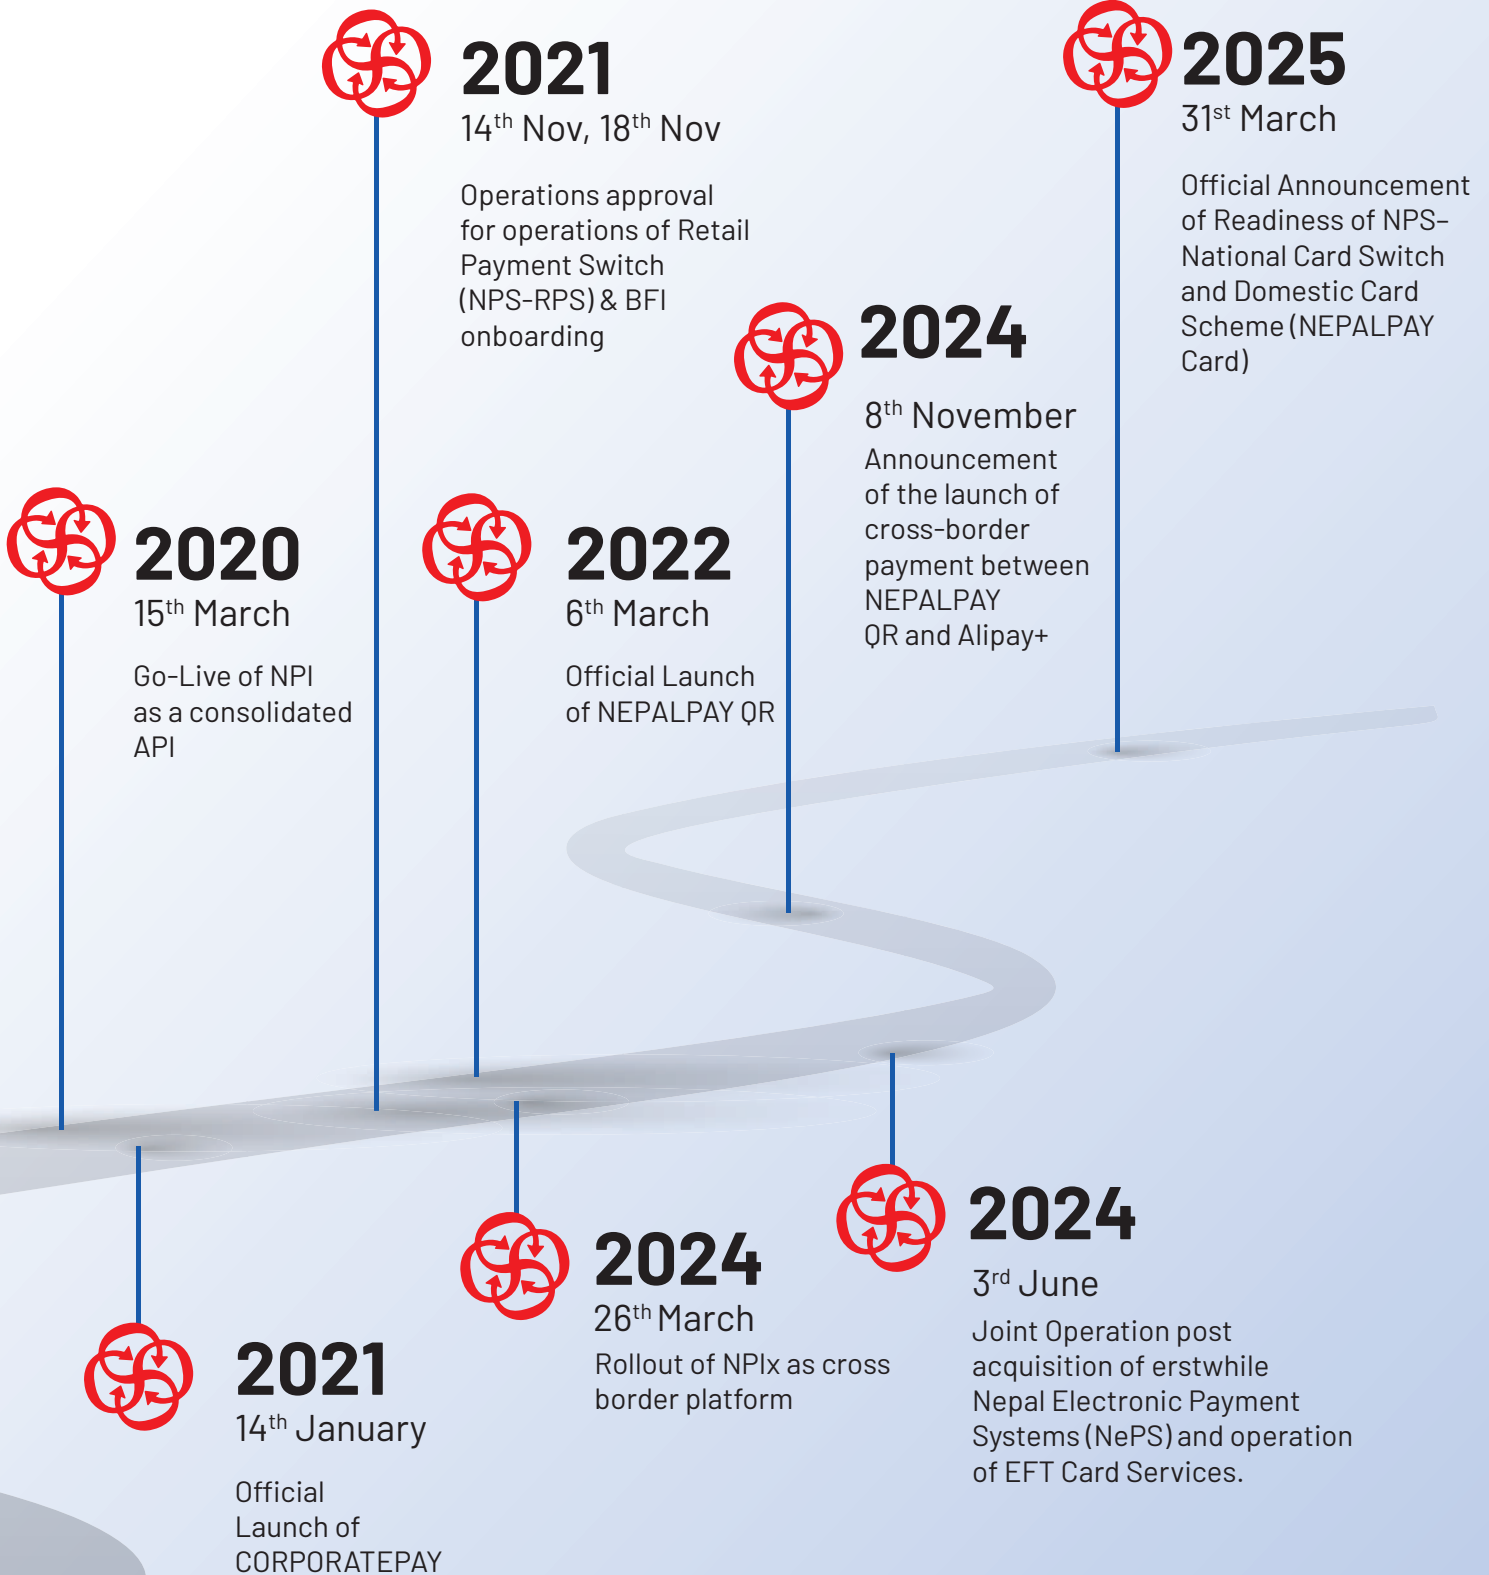 2021
14th Nov, 18th Nov
Operations approval
for operations of Retail
Payment Switch
(NPS-RPS) & BFI
onboarding
2025
31st March
Official Announcement
of Readiness of NPS–
National Card Switch
and Domestic Card
Scheme (NEPALPAY
Card)
2024
8th November
Announcement
of the launch of
cross-border
payment between
NEPALPAY
QR and Alipay+
2020
15th March
Go-Live of NPI
as a consolidated
API
2022
6th March
Official Launch
of NEPALPAY QR
2021
14th January
Official
Launch of
CORPORATEPAY
2024
26th March
Rollout of NPIx as cross
border platform
2024
3rd June
Joint Operation post
acquisition of erstwhile
Nepal Electronic Payment
Systems (NePS) and operation
of EFT Card Services.